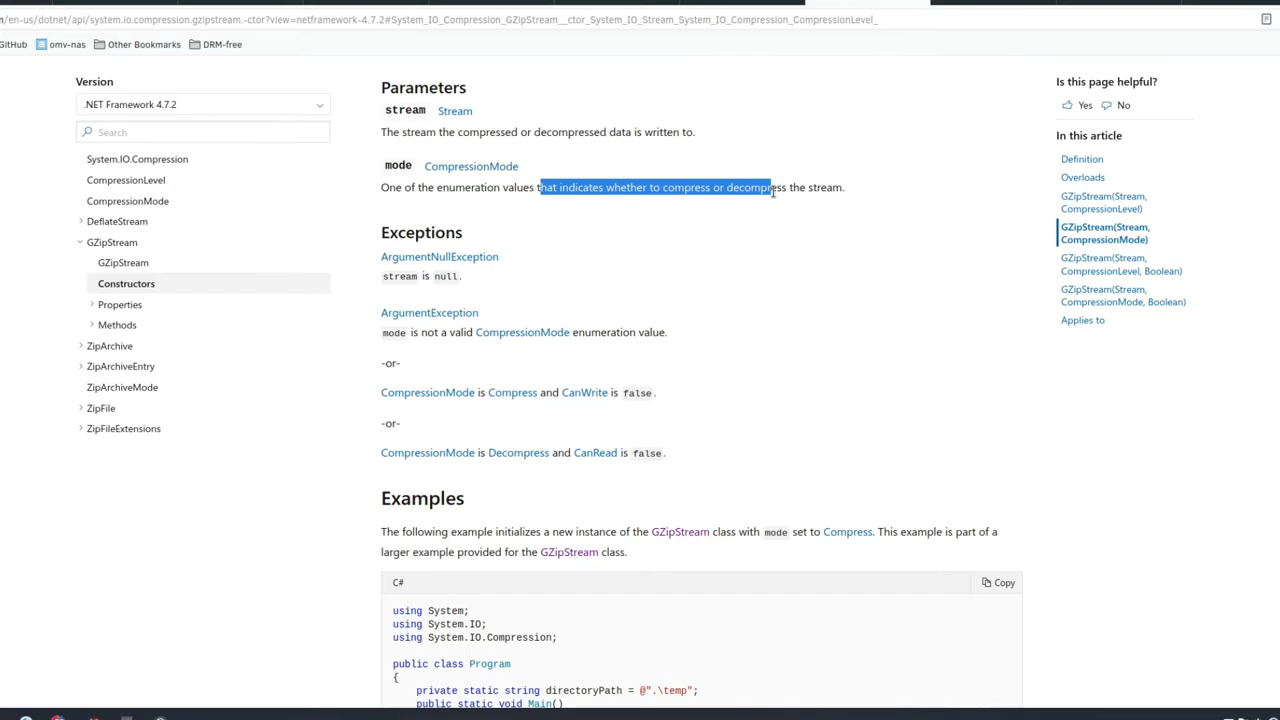 /en-us/dotnet/api/system.io.compression.gzipstream.-ctor?view=netframework-4.7.2#System_IO_Compression_GZipStream__ctor_System_IO_Stream_System_IO_Compression_CompressionLevel_
GitHub omv-nas Other Bookmarks DRM-free
Version
.NET Framework 4.7.2
Search
System.IO.Compression
CompressionLevel
CompressionMode
DeflateStream
GZipStream
GZipStream
Constructors
Properties
Methods
ZipArchive
ZipArchiveEntry
ZipArchiveMode
ZipFile
ZipFileExtensions
Parameters
stream Stream
The stream the compressed or decompressed data is written to.
mode CompressionMode
One of the enumeration values that indicates whether to compress or decompress the stream.
Exceptions
ArgumentNullException
stream is null.
ArgumentException
mode is not a valid CompressionMode enumeration value.
-or-
CompressionMode is Compress and CanWrite is false.
-or-
CompressionMode is Decompress and CanRead is false.
Examples
The following example initializes a new instance of the GZipStream class with mode set to Compress. This example is part of a
larger example provided for the GZipStream class.
C# Copy
using System;
using System.IO;
using System.IO.Compression;
public class Program
{
private static string directoryPath = @".\temp";
public static void Main()
Is this page helpful?
Yes No
In this article
Definition
Overloads
GZipStream(Stream,
CompressionLevel)
GZipStream(Stream,
CompressionMode)
GZipStream(Stream,
CompressionLevel, Boolean)
GZipStream(Stream,
CompressionMode, Boolean)
Applies to